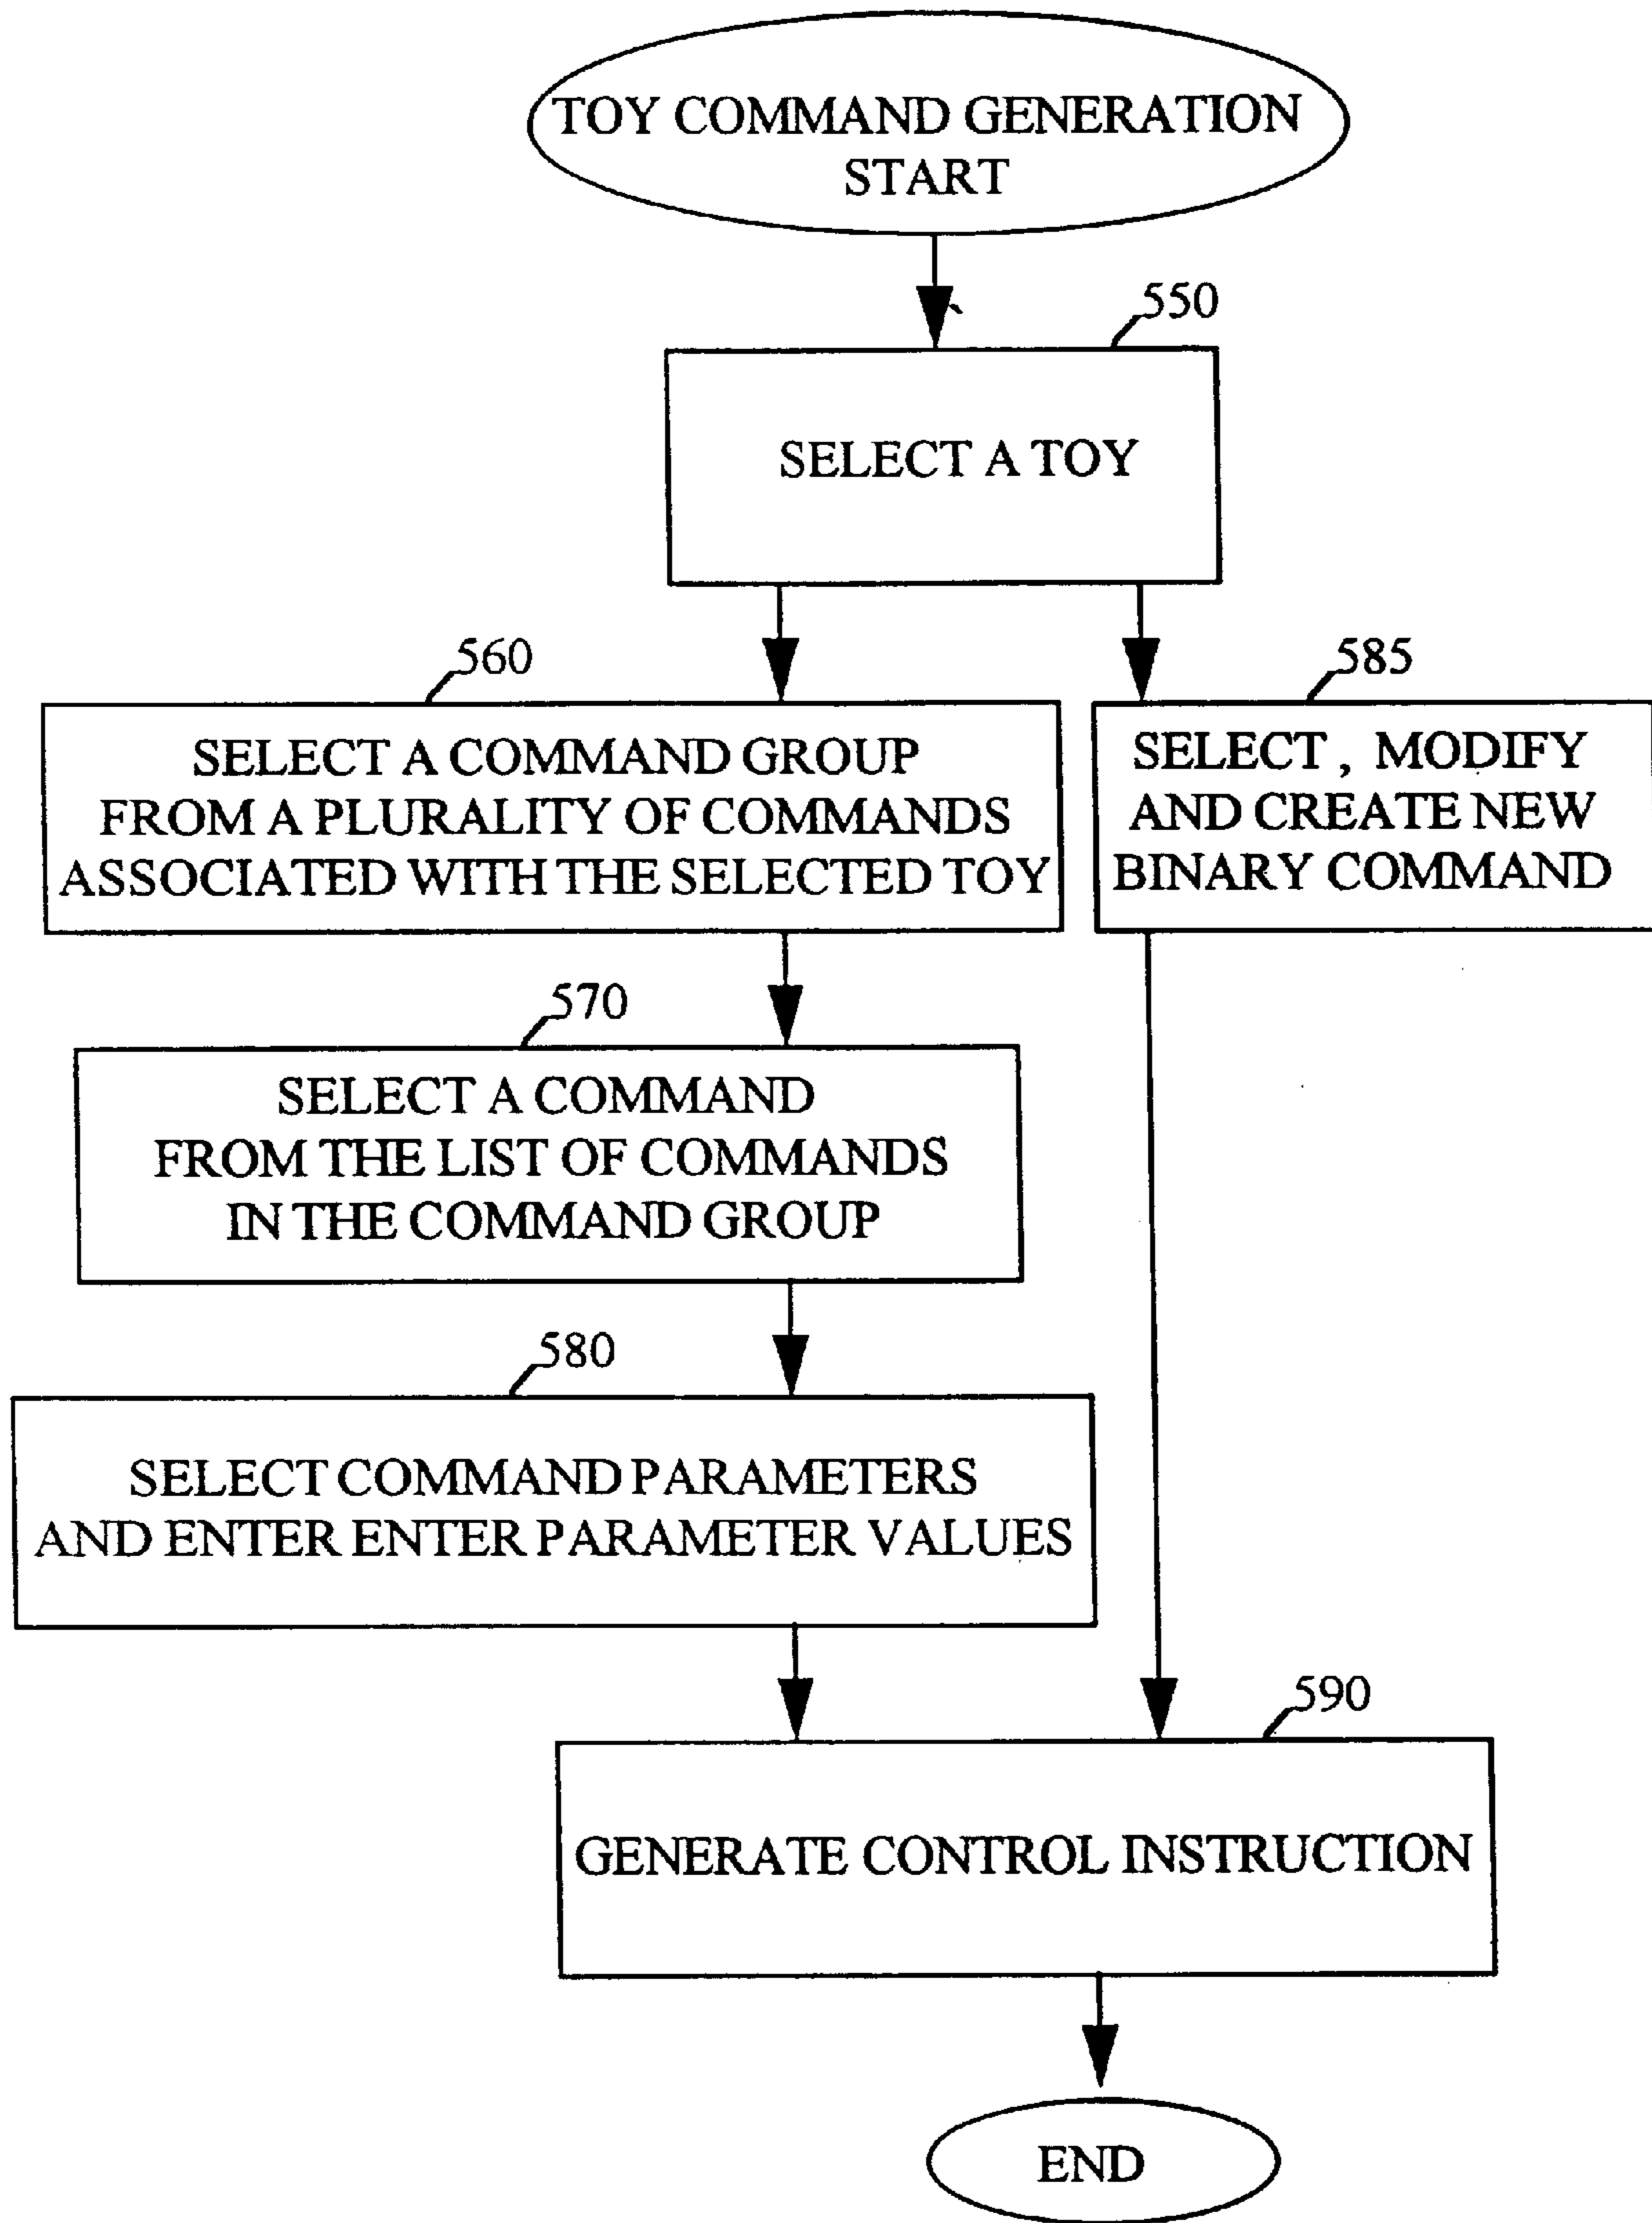 TOY COMMAND GENERATION
START
550
SELECT A TOY
560
SELECT A COMMAND GROUP
FROM A PLURALITY OF COMMANDS
ASSOCIATED WITH THE SELECTED TOY
585
SELECT , MODIFY
AND CREATE NEW
BINARY COMMAND
570
SELECT A COMMAND
FROM THE LIST OF COMMANDS
IN THE COMMAND GROUP
580
SELECT COMMAND PARAMETERS
AND ENTER ENTER PARAMETER VALUES
590
GENERATE CONTROL INSTRUCTION
END